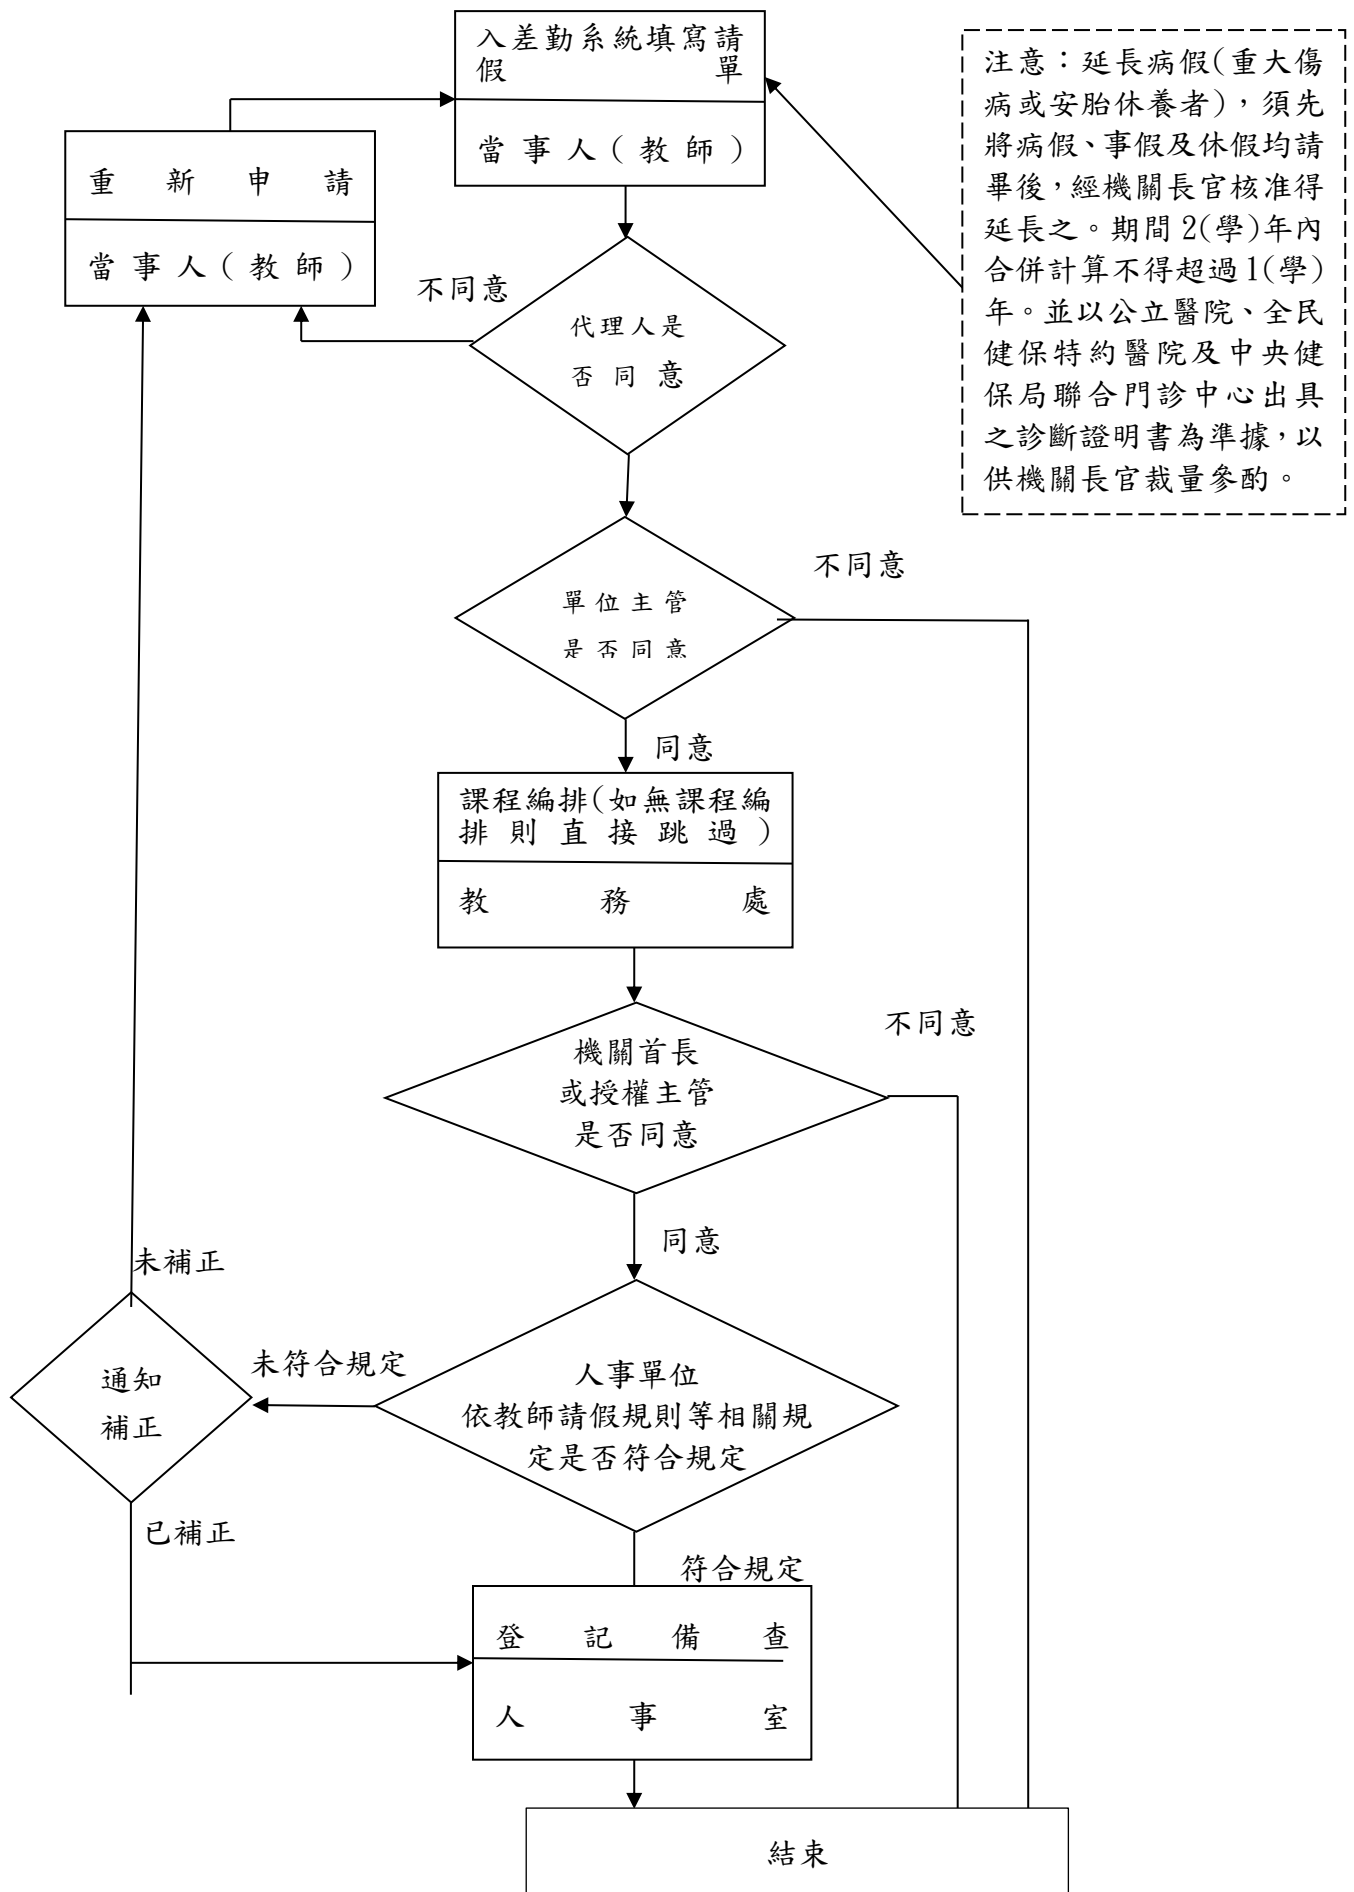 入差勤系統填寫請
假單
當事人(教師)
注意：延長病假(重大傷
病或安胎休養者)，須先
將病假、事假及休假均請
畢後，經機關長官核准得
延長之。期間2(學)年內
合併計算不得超過1(學)
年。並以公立醫院、全民
健保特約醫院及中央健
保局聯合門診中心出具
之診斷證明書為準據，以
供機關長官裁量參酌。
重新申請
當事人(教師)
不同意
代理人是
否同意
不同意
單位主管
是否同意
同意
課程編排(如無課程編
排則直接跳過)
教務處
不同意
機關首長
或授權主管
是否同意
同意
未補正
通知
補正
未符合規定
人事單位
依教師請假規則等相關規
定是否符合規定
已補正
符合規定
登記備查
人事室
結束